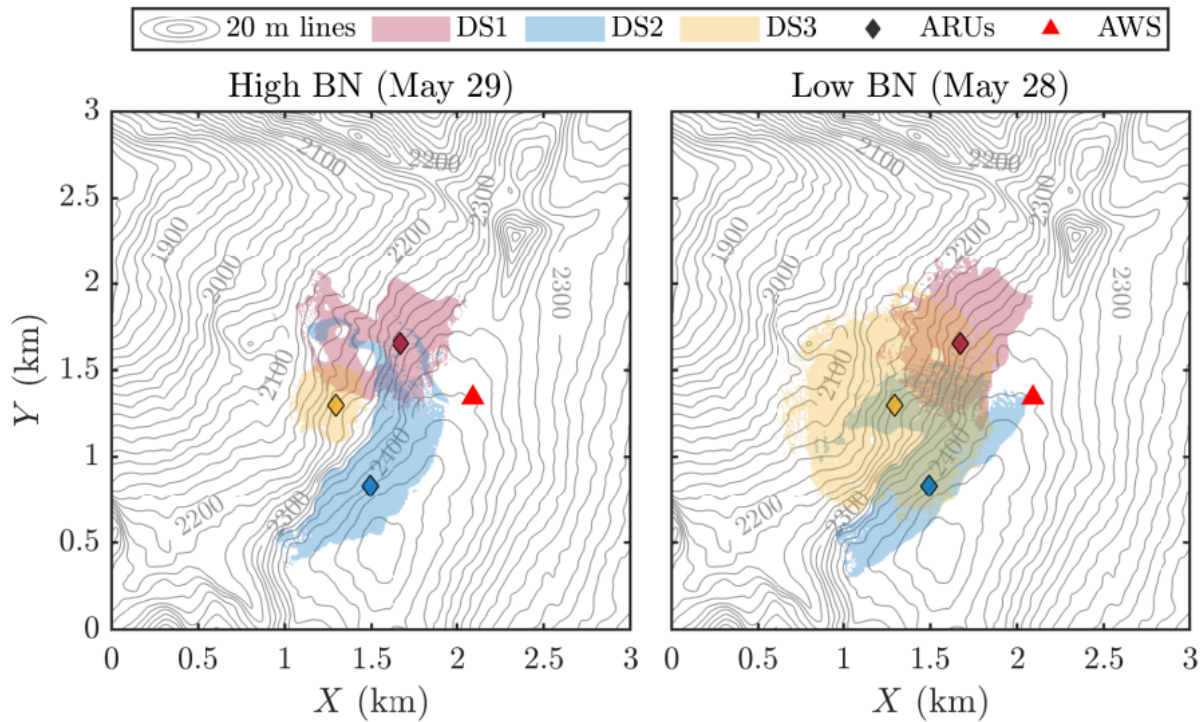 20 m lines DS1 DS2 DS3 ARUs AWS
High BN (May 29) Low BN (May 28)
3
2.5
2
1.5
1
0.5
0
Y (km)
2100 2200 2300 1900 2000 2200 2300 2100 2400 2300 2200
2100 2200 2300 1900 2000 2200 2300 2100 2400 2300 2200
0 0.5 1 1.5 2 2.5 3 0 0.5 1 1.5 2 2.5 3
X (km) X (km)